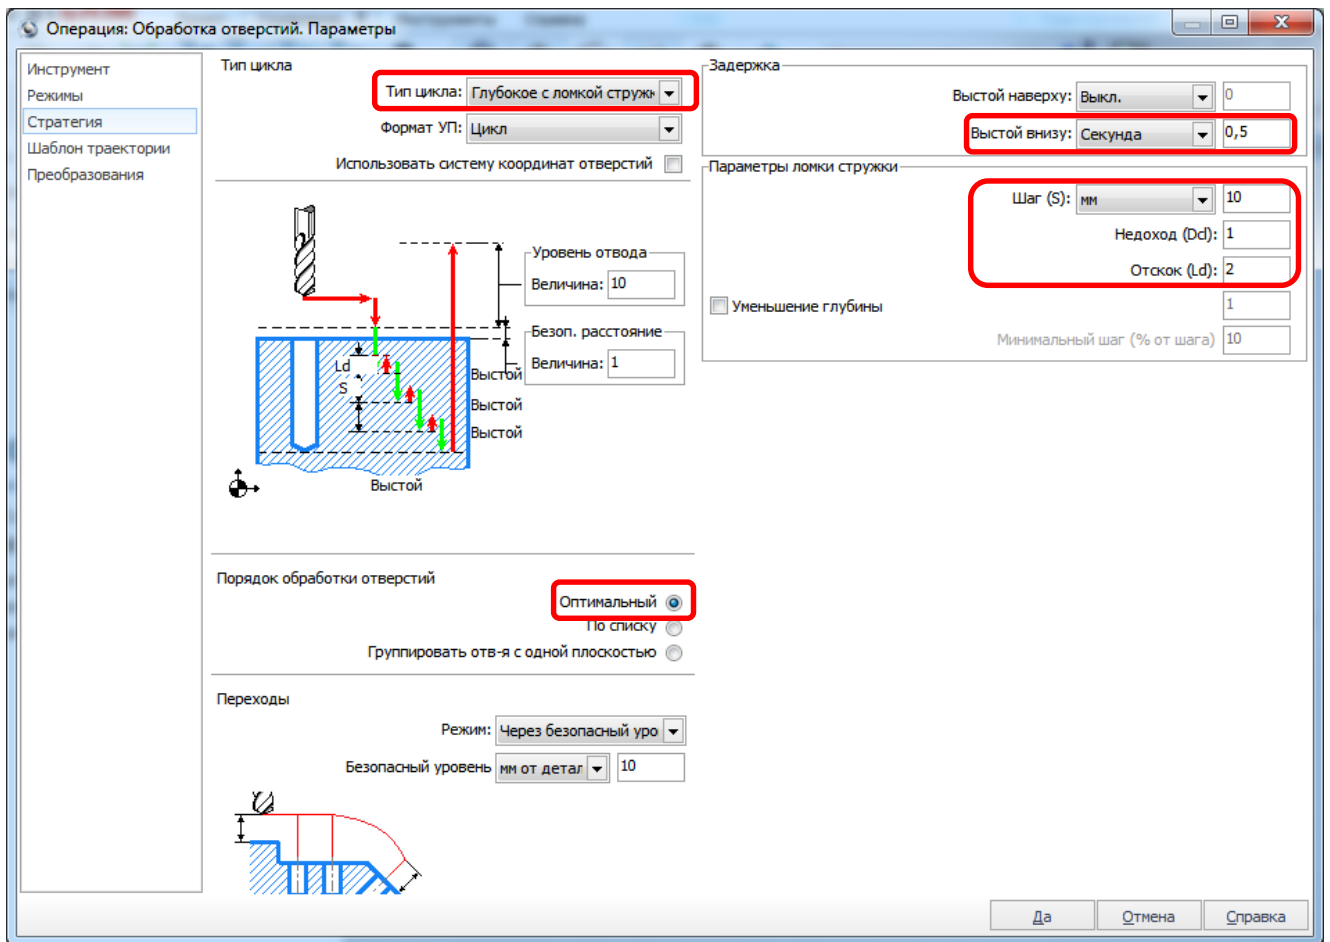 Операция: Обработка отверстий. Параметры
Инструмент
Режимы
Стратегия
Шаблон траектории
Преобразования
Тип цикла
Тип цикла: Глубокое с ломкой струж
Формат УП: Цикл
Использовать систему координат отверстий
Уровень отвода
Величина: 10
Безоп. расстояние
Величина: 1
Ld
S
Выстой
Выстой
Выстой
Выстой
Порядок обработки отверстий
Оптимальный
По списку
Группировать отв-я с одной плоскостью
Переходы
Режим: Через безопасный уро
Безопасный уровень мм от детал 10
Задержка
Выстой наверху: Выкл. 0
Выстой внизу: Секунда 0,5
Параметры ломки стружки
Шаг (S): мм 10
Недоход (Dd): 1
Отскок (Ld): 2
Уменьшение глубины 1
Минимальный шаг (% от шага) 10
Да Отмена Справка